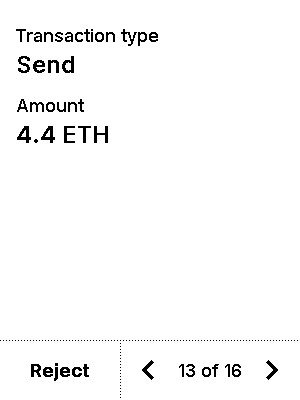 Transaction type
Send
Amount
4.4 ETH
Reject
13 of 16